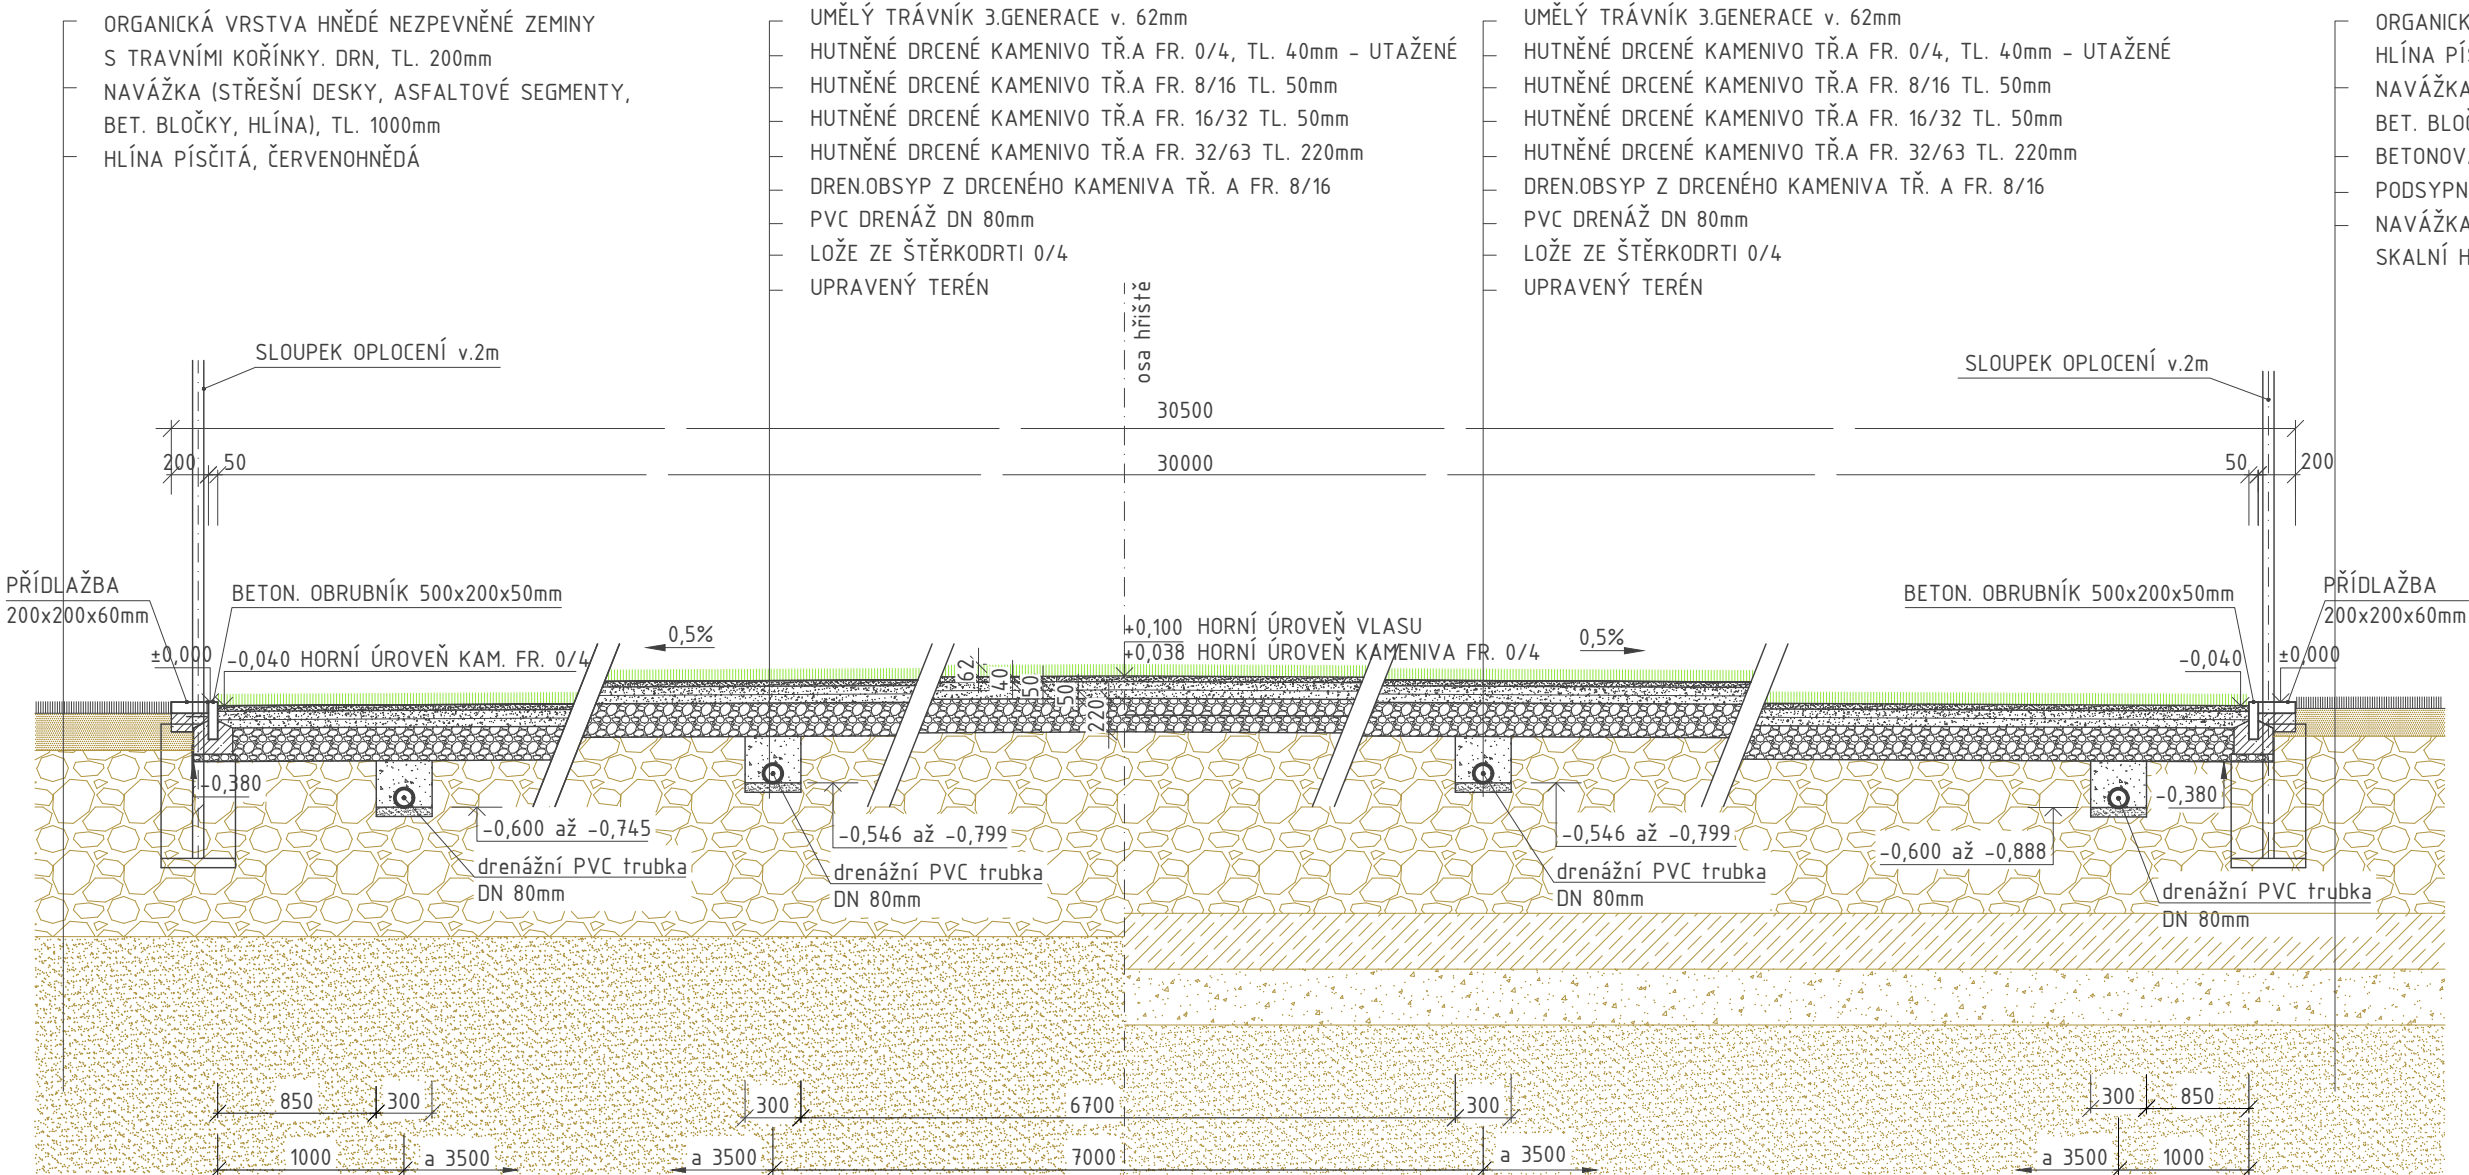 ORGANICKÁ VRSTVA HNĚDÉ NEZPEVNĚNÉ ZEMINY
S TRAVNÍMI KOŘÍNKY. DRN, TL. 200mm
NAVÁŽKA (STŘEŠNÍ DESKY, ASFALTOVÉ SEGMENTY,
BET. BLOČKY, HLÍNA), TL. 1000mm
HLÍNA PÍSČITÁ, ČERVENOHNĚDÁ
UMĚLÝ TRÁVNÍK 3.GENERACE v. 62mm
HUTNĚNÉ DRCENÉ KAMENIVO TŘ.A FR. 0/4, TL. 40mm - UTAŽENÉ
HUTNĚNÉ DRCENÉ KAMENIVO TŘ.A FR. 8/16 TL. 50mm
HUTNĚNÉ DRCENÉ KAMENIVO TŘ.A FR. 16/32 TL. 50mm
HUTNĚNÉ DRCENÉ KAMENIVO TŘ.A FR. 32/63 TL. 220mm
DREN.OBSYP Z DRCENÉHO KAMENIVA TŘ. A FR. 8/16
PVC DRENÁŽ DN 80mm
LOŽE ZE ŠTĚRKODRTI 0/4
UPRAVENÝ TERÉN
UMĚLÝ TRÁVNÍK 3.GENERACE v. 62mm
HUTNĚNÉ DRCENÉ KAMENIVO TŘ.A FR. 0/4, TL. 40mm - UTAŽENÉ
HUTNĚNÉ DRCENÉ KAMENIVO TŘ.A FR. 8/16 TL. 50mm
HUTNĚNÉ DRCENÉ KAMENIVO TŘ.A FR. 16/32 TL. 50mm
HUTNĚNÉ DRCENÉ KAMENIVO TŘ.A FR. 32/63 TL. 220mm
DREN.OBSYP Z DRCENÉHO KAMENIVA TŘ. A FR. 8/16
PVC DRENÁŽ DN 80mm
LOŽE ZE ŠTĚRKODRTI 0/4
UPRAVENÝ TERÉN
ORGANICK
HLÍNA PÍS
NAVÁŽKA
BET. BLOČ
BETONOV
PODSYPN
NAVÁŽKA
SKALNÍ H
osa hřiště
SLOUPEK OPLOCENÍ v.2m
SLOUPEK OPLOCENÍ v.2m
30500
200 50
30000
50 200
PŘÍDLAŽBA
200x200x60mm
BETON. OBRUBNÍK 500x200x50mm
BETON. OBRUBNÍK 500x200x50mm
PŘÍDLAŽBA
200x200x60mm
±0,000
-0,040 HORNÍ ÚROVEŇ KAM. FR. 0/4
0,5%
+0,100 HORNÍ ÚROVEŇ VLASU
+0,038 HORNÍ ÚROVEŇ KAMENIVA FR. 0/4
0,5%
-0,040
±0,000
62
40
50
50
220
-0,380
-0,600 až -0,745
drenážní PVC trubka
DN 80mm
-0,546 až -0,799
drenážní PVC trubka
DN 80mm
-0,546 až -0,799
drenážní PVC trubka
DN 80mm
-0,600 až -0,888
-0,380
drenážní PVC trubka
DN 80mm
850 300
300 6700 300
300 850
1000 a 3500
a 3500 7000 a 3500
a 3500 1000